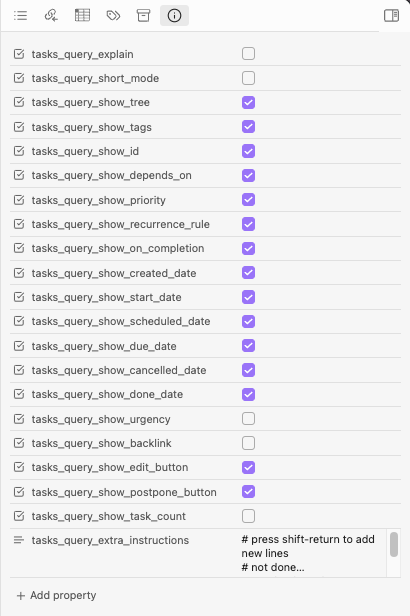 tasks_query_explain
tasks_query_short_mode
tasks_query_show_tree
tasks_query_show_tags
tasks_query_show_id
tasks_query_show_depends_on
tasks_query_show_priority
tasks_query_show_recurrence_rule
tasks_query_show_on_completion
tasks_query_show_created_date
tasks_query_show_start_date
tasks_query_show_scheduled_date
tasks_query_show_due_date
tasks_query_show_cancelled_date
tasks_query_show_done_date
tasks_query_show_urgency
tasks_query_show_backlink
tasks_query_show_edit_button
tasks_query_show_postpone_button
tasks_query_show_task_count
tasks_query_extra_instructions # press shift-return to add
new lines
# not done...
+ Add property